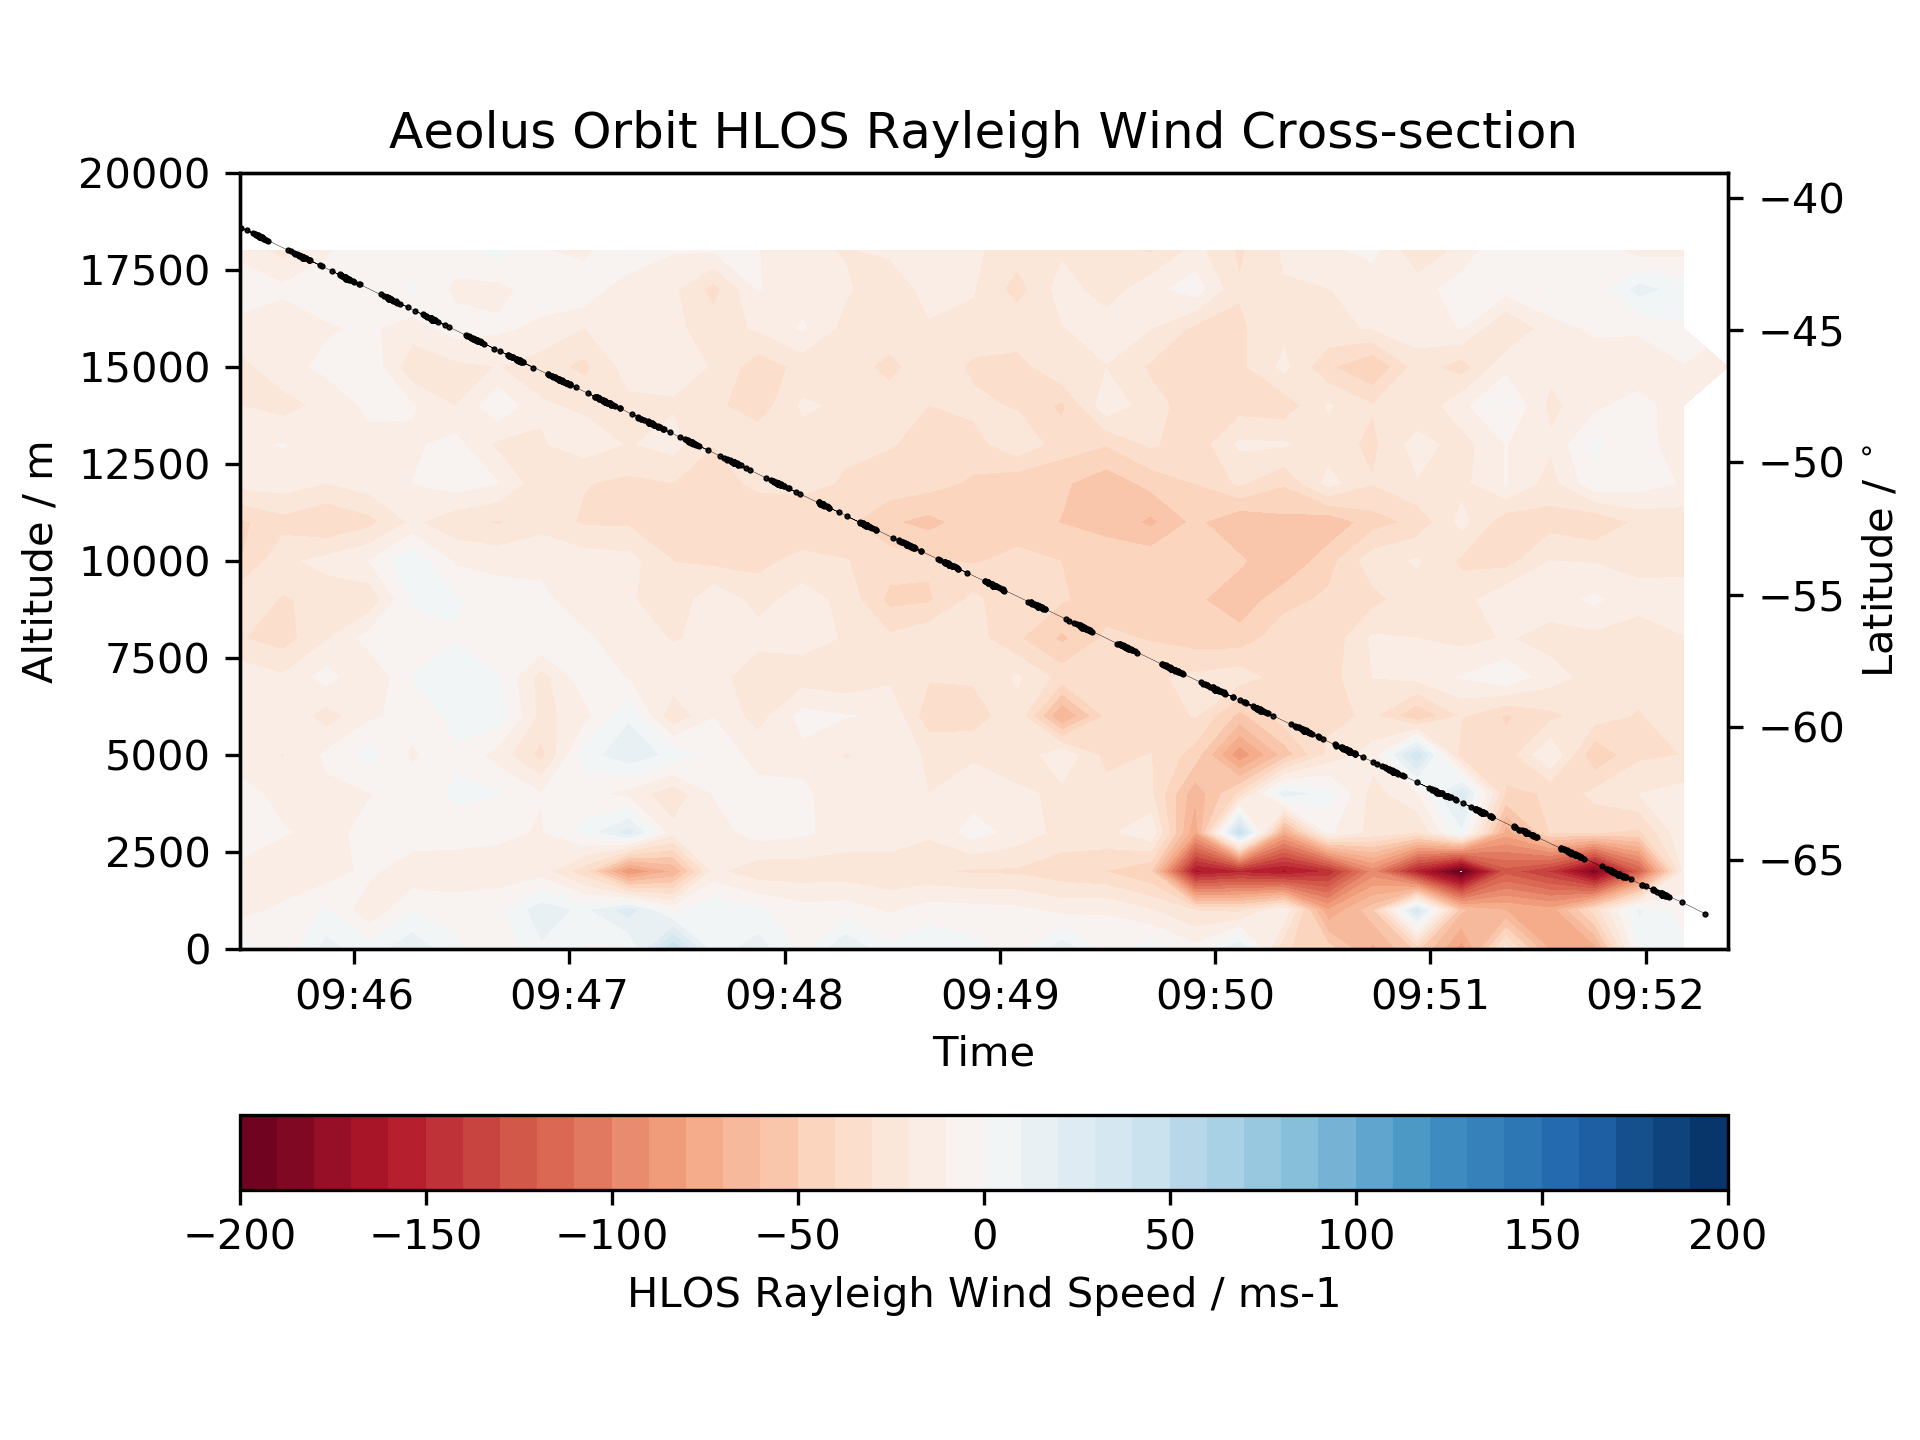 Aeolus Orbit HLOS Rayleigh Wind Cross-section
20000
17500
15000
12500
10000
7500
5000
2500
0
Altitude / m
−40
−45
−50
−55
−60
−65
Latitude / °
09:46 09:47 09:48 09:49 09:50 09:51 09:52
Time
−200 −150 −100 −50 0 50 100 150 200
HLOS Rayleigh Wind Speed / ms-1